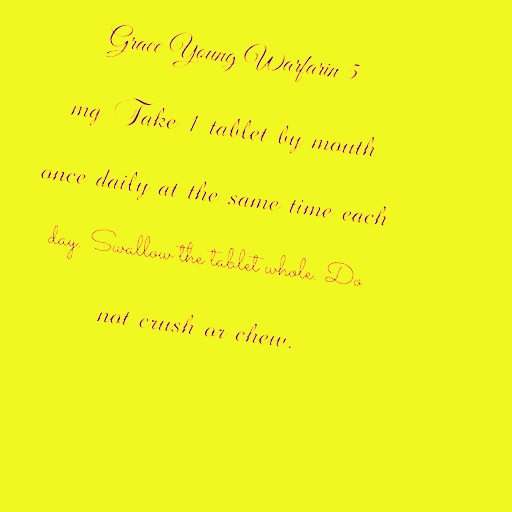 Grace Young Warfarin 5
mg Take 1 tablet by mouth
once daily at the same time each
day. Swallow the tablet whole. Do
not crush or chew.